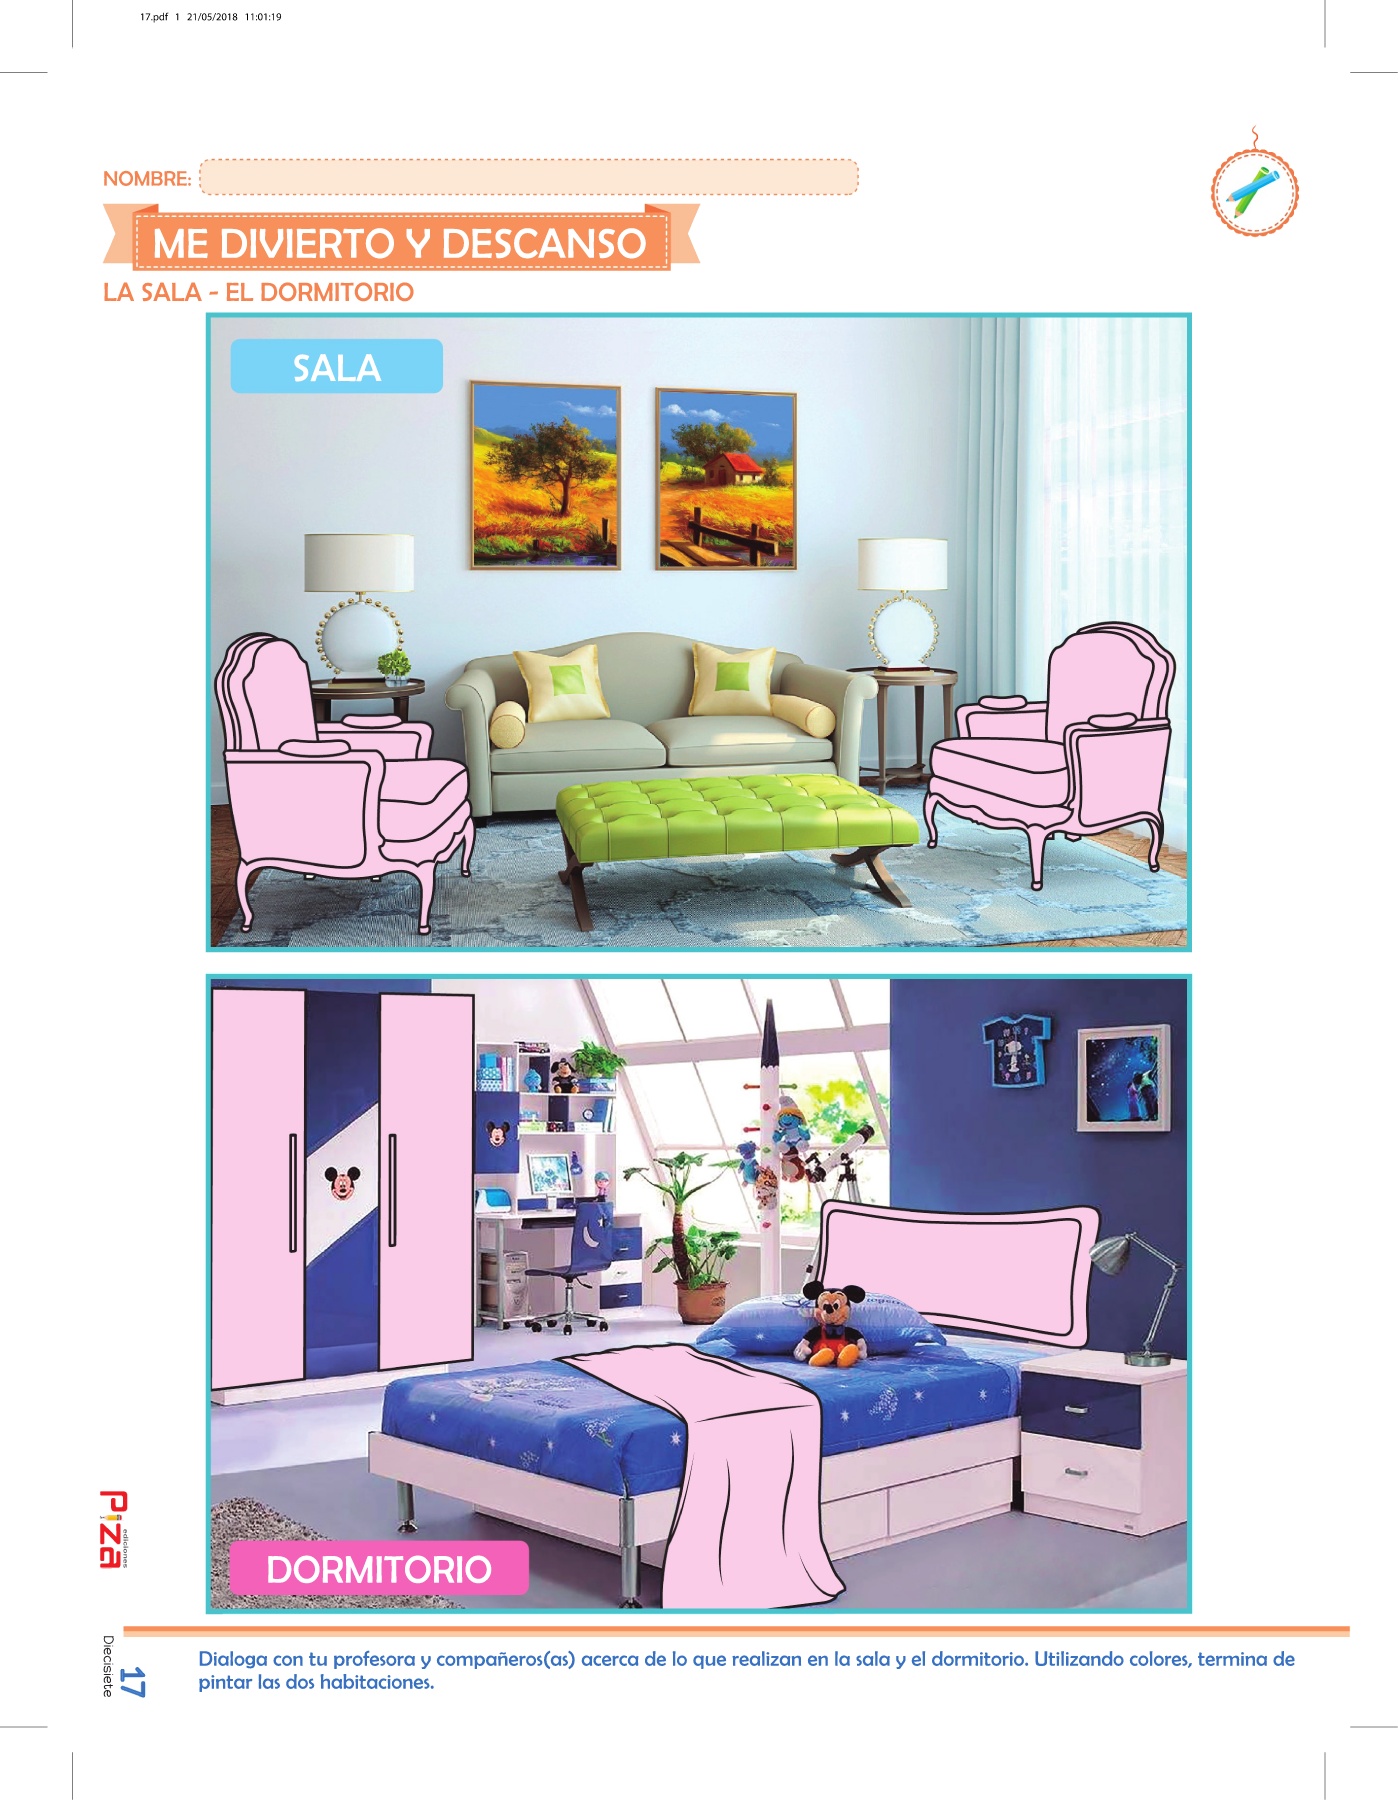 17.pdf 1 21/05/2018 11:01:19
NOMBRE:
ME DIVIERTO Y DESCANSO
LA SALA - EL DORMITORIO
SALA
DORMITORIO
Piza
ediciones
Diecisiete
17
Dialoga con tu profesora y compañeros(as) acerca de lo que realizan en la sala y el dormitorio. Utilizando colores, termina de
pintar las dos habitaciones.